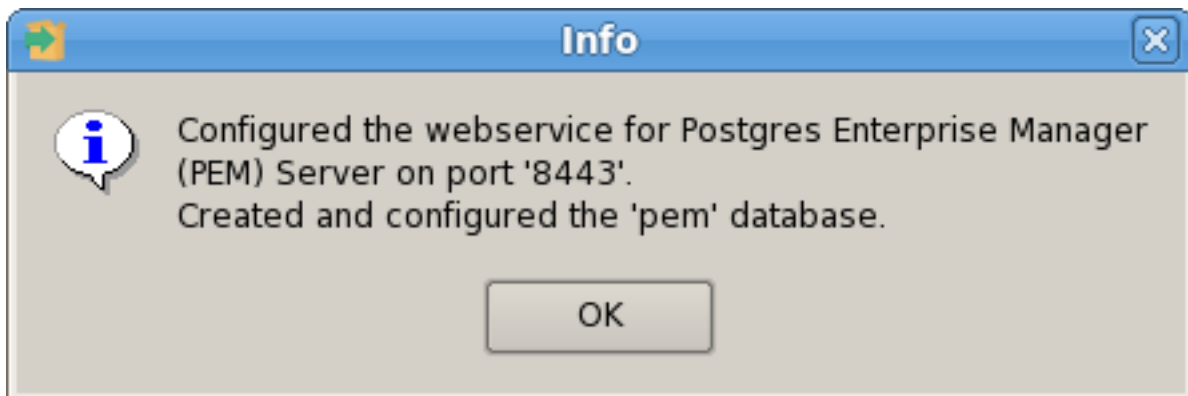 Info
Configured the webservice for Postgres Enterprise Manager
(PEM) Server on port '8443'.
Created and configured the 'pem' database.
OK